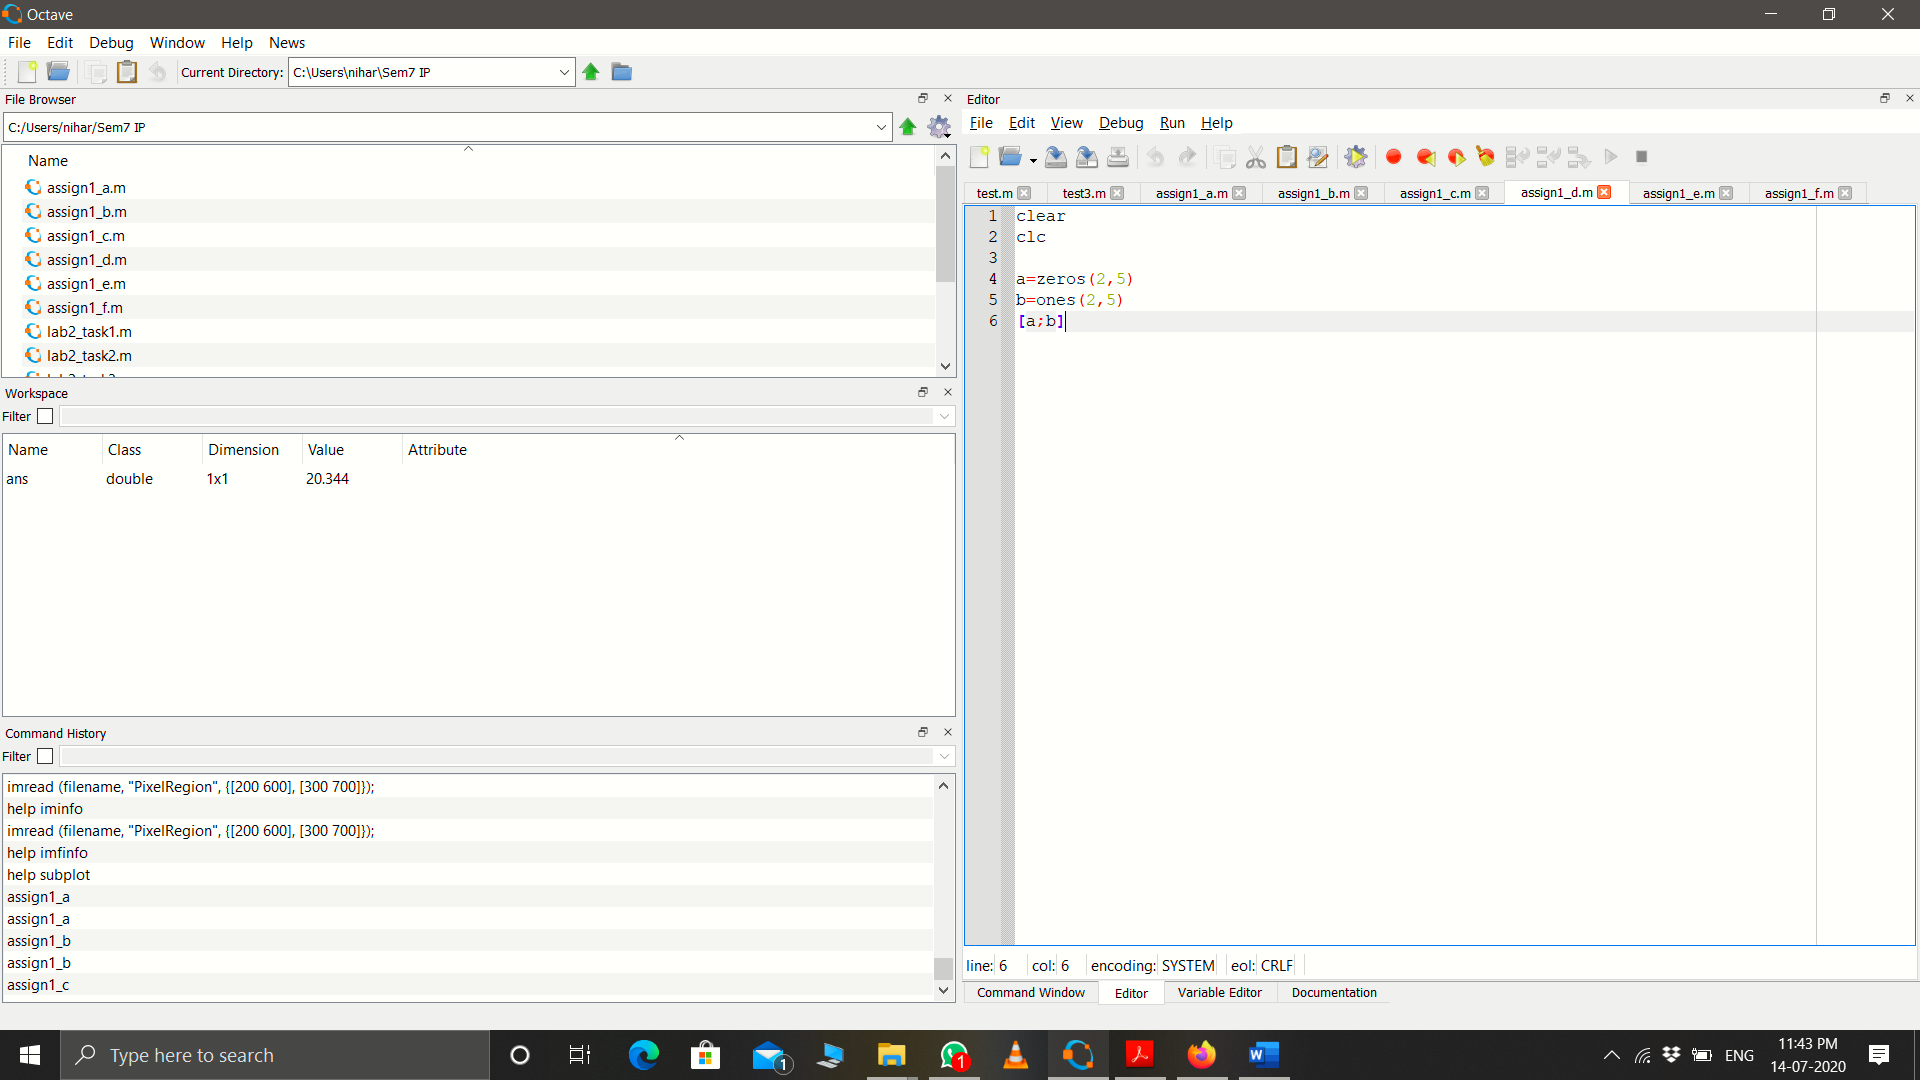 Octave
File Edit Debug Window Help News
Current Directory: C:\Users\nihar\Sem7 IP
File Browser
C:/Users/nihar/Sem7 IP
Name
assign1_a.m
assign1_b.m
assign1_c.m
assign1_d.m
assign1_e.m
assign1_f.m
lab2_task1.m
lab2_task2.m
Workspace
Filter
Name Class Dimension Value Attribute
ans double 1x1 20.344
Command History
Filter
imread (filename, "PixelRegion", {[200 600], [300 700]});
help iminfo
imread (filename, "PixelRegion", {[200 600], [300 700]});
help imfinfo
help subplot
assign1_a
assign1_a
assign1_b
assign1_b
assign1_c
Editor
File Edit View Debug Run Help
test.m test3.m assign1_a.m assign1_b.m assign1_c.m assign1_d.m assign1_e.m assign1_f.m
1 clear
2 clc
3
4 a=zeros(2,5)
5 b=ones(2,5)
6 [a;b]
line: 6 col: 6 encoding: SYSTEM eol: CRLF
Command Window Editor Variable Editor Documentation
Type here to search
1
1
ENG
11:43 PM
14-07-2020